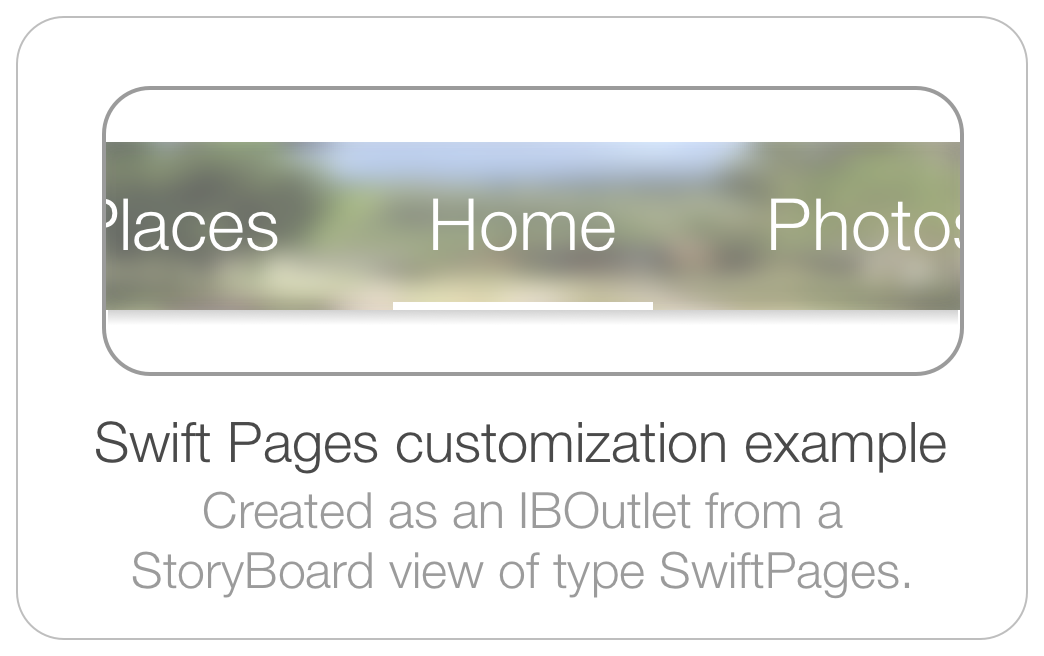 Places Home Photos
Swift Pages customization example
Created as an IBOutlet from a
StoryBoard view of type SwiftPages.